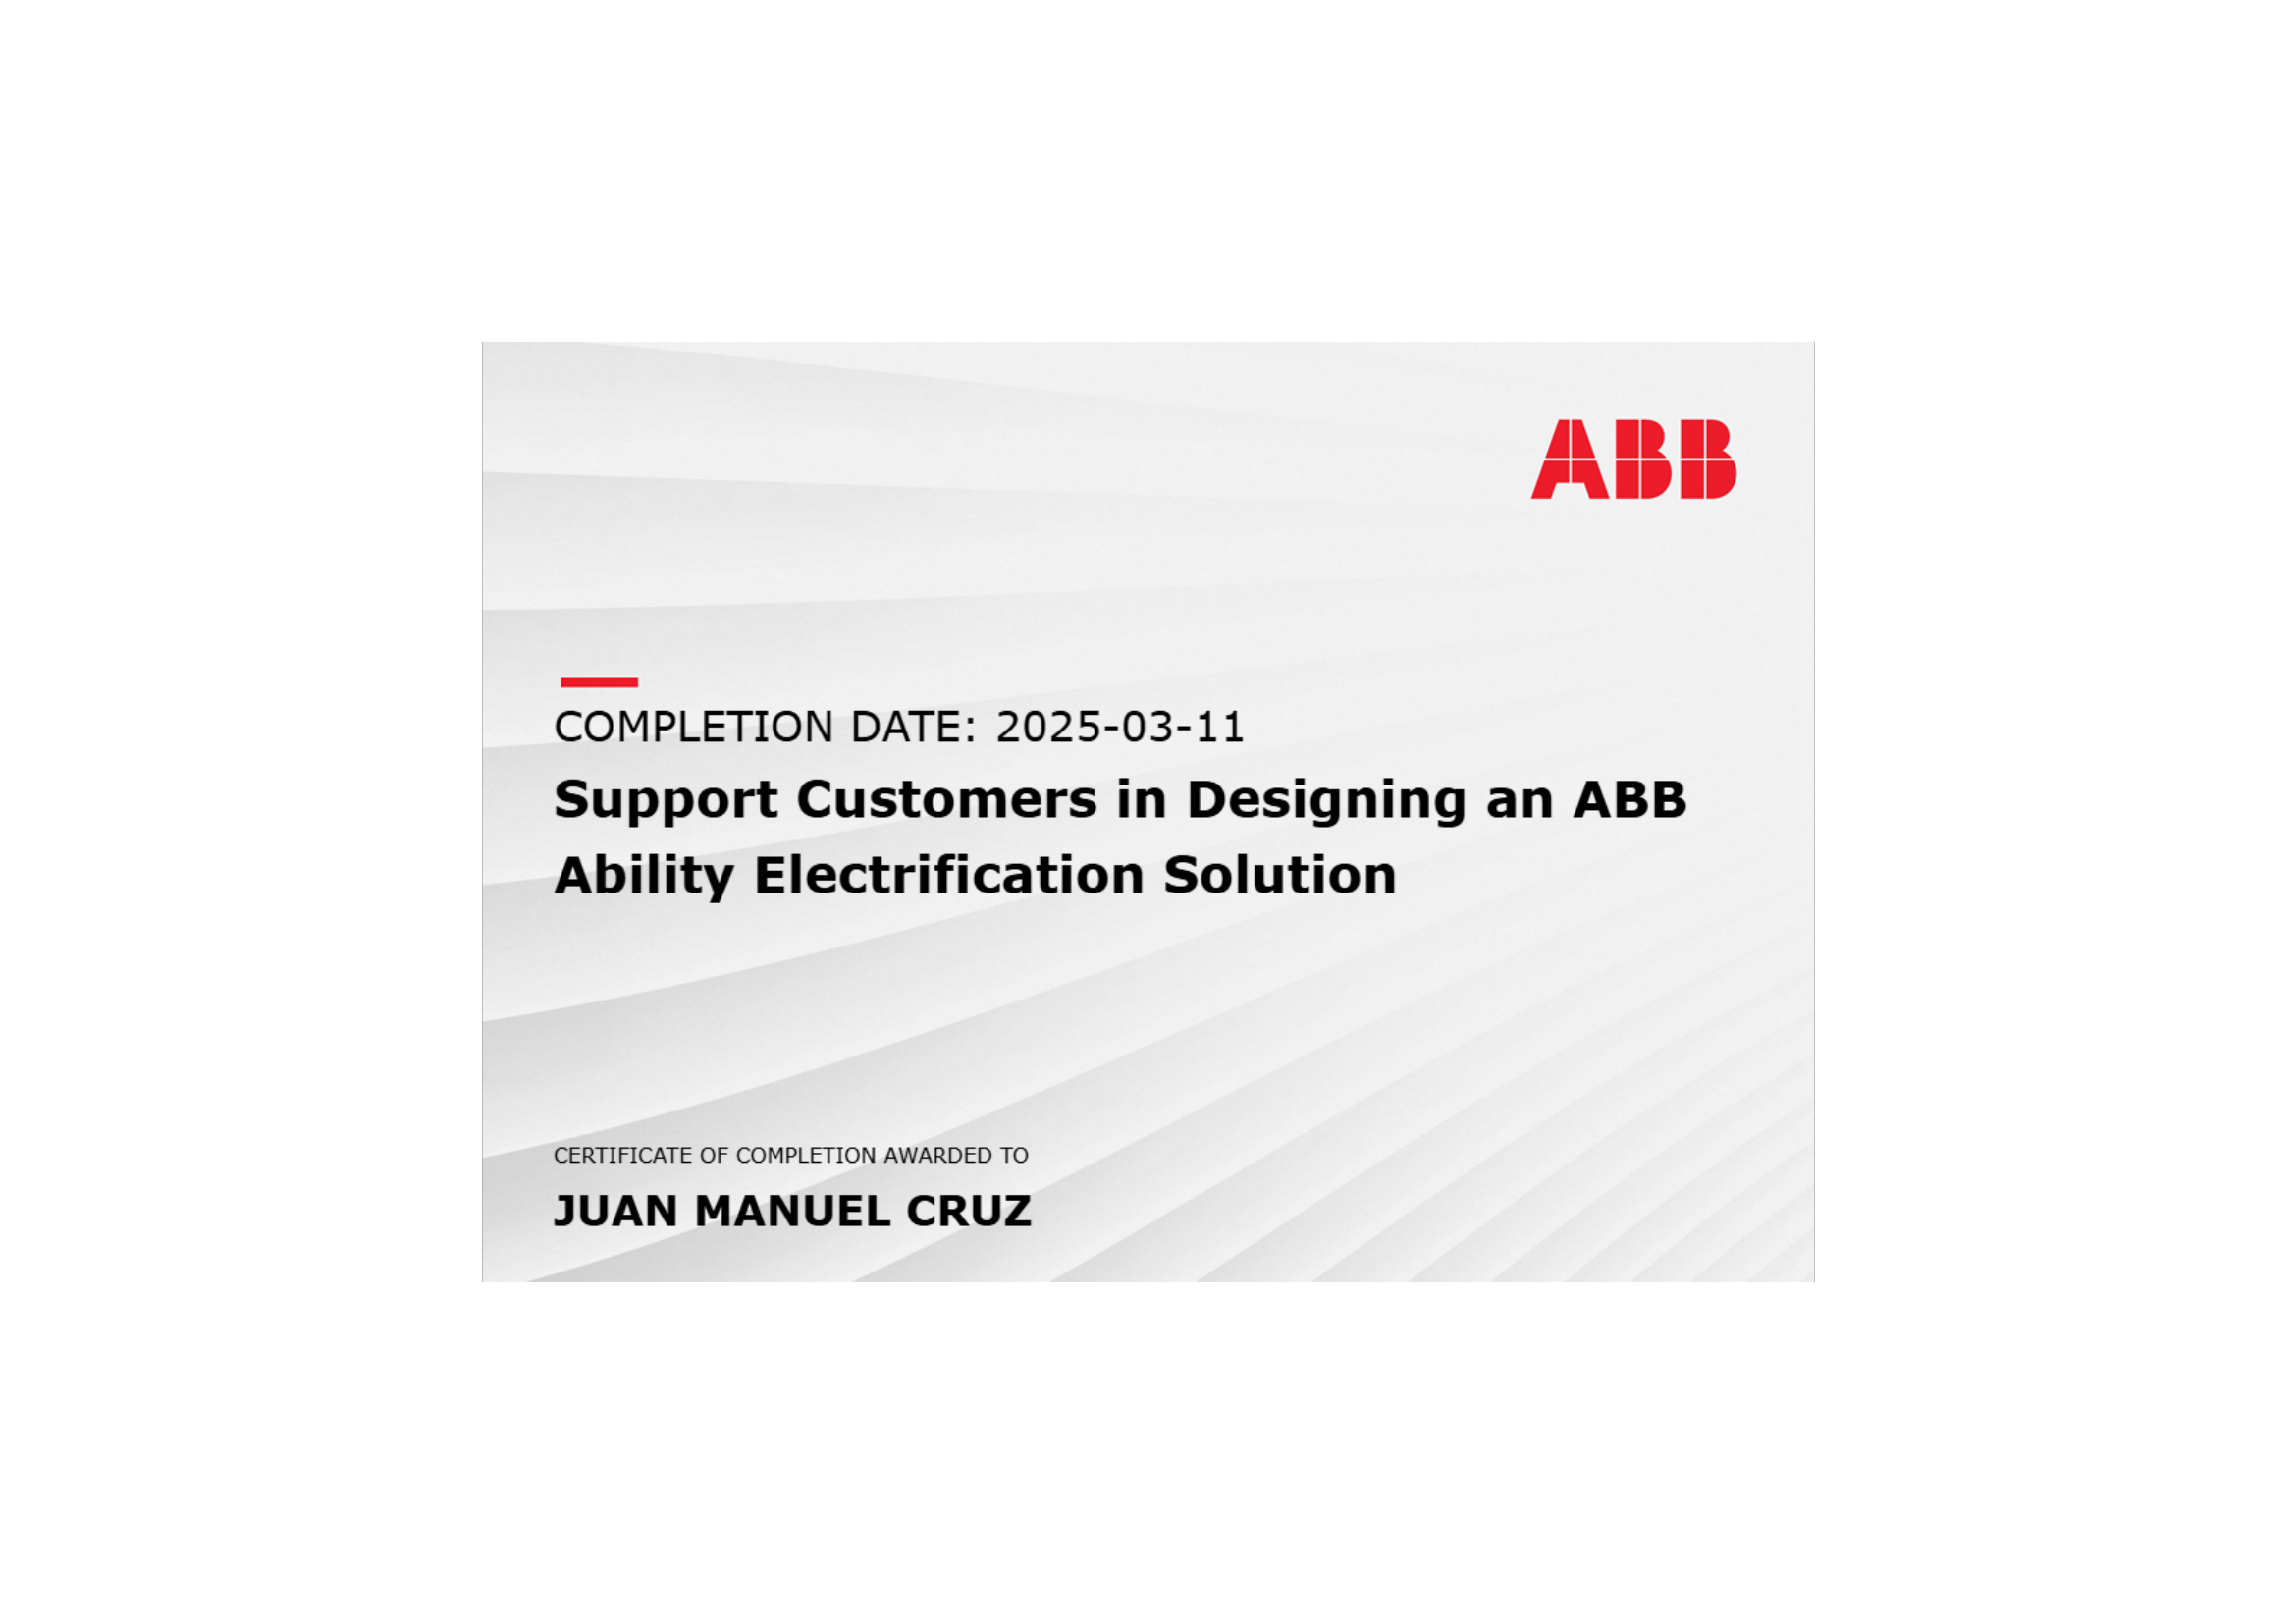 ABB
COMPLETION DATE: 2025-03-11
Support Customers in Designing an ABB
Ability Electrification Solution
CERTIFICATE OF COMPLETION AWARDED TO
JUAN MANUEL CRUZ